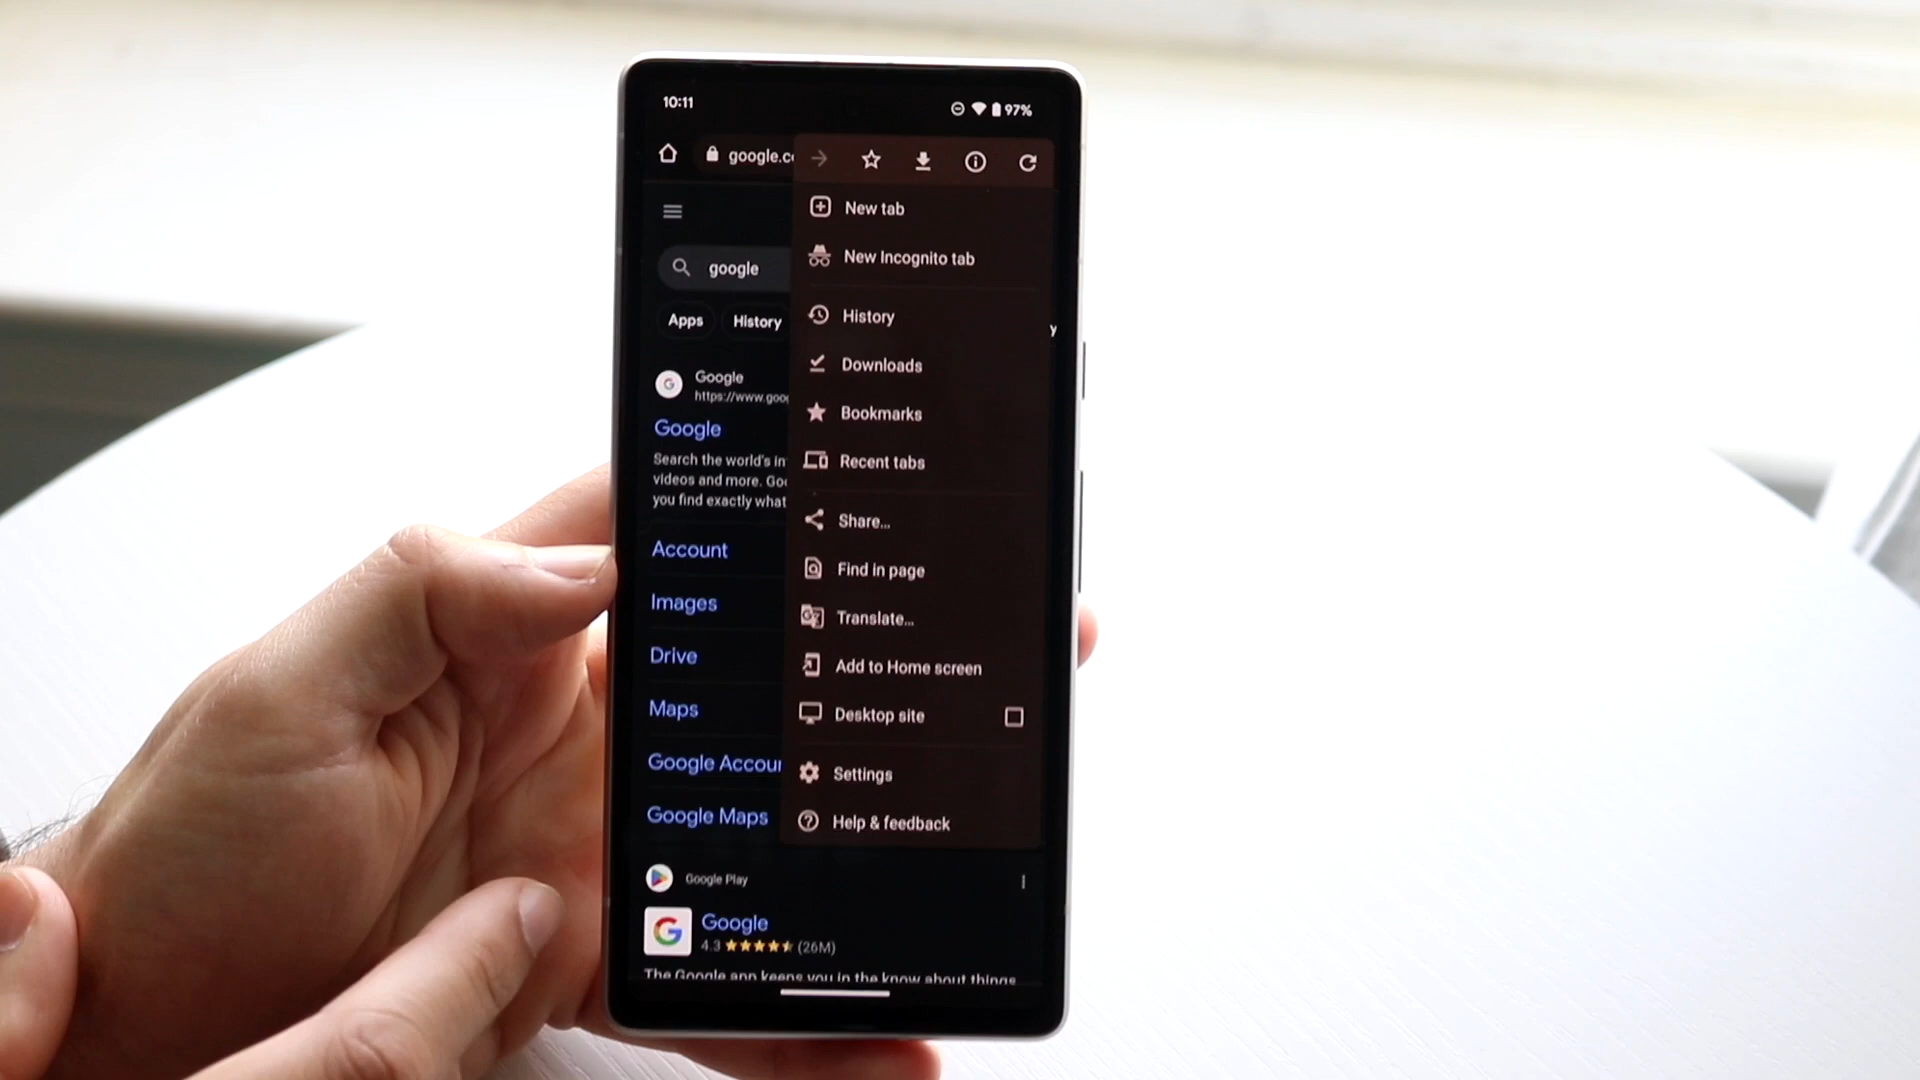 10:11
97%
google.c
New tab
New Incognito tab
google
Apps
History
History
y
Downloads
Google
https://www.goo
Bookmarks
Google
Recent tabs
Search the world's in
videos and more. Goo
you find exactly what
Share...
Account
Find in page
Images
Translate...
Drive
Add to Home screen
Maps
Desktop site
Google Accou
Settings
Google Maps
Help & feedback
Google Play
Google
4.3 (26M)
The Google app keeps you in the know about things